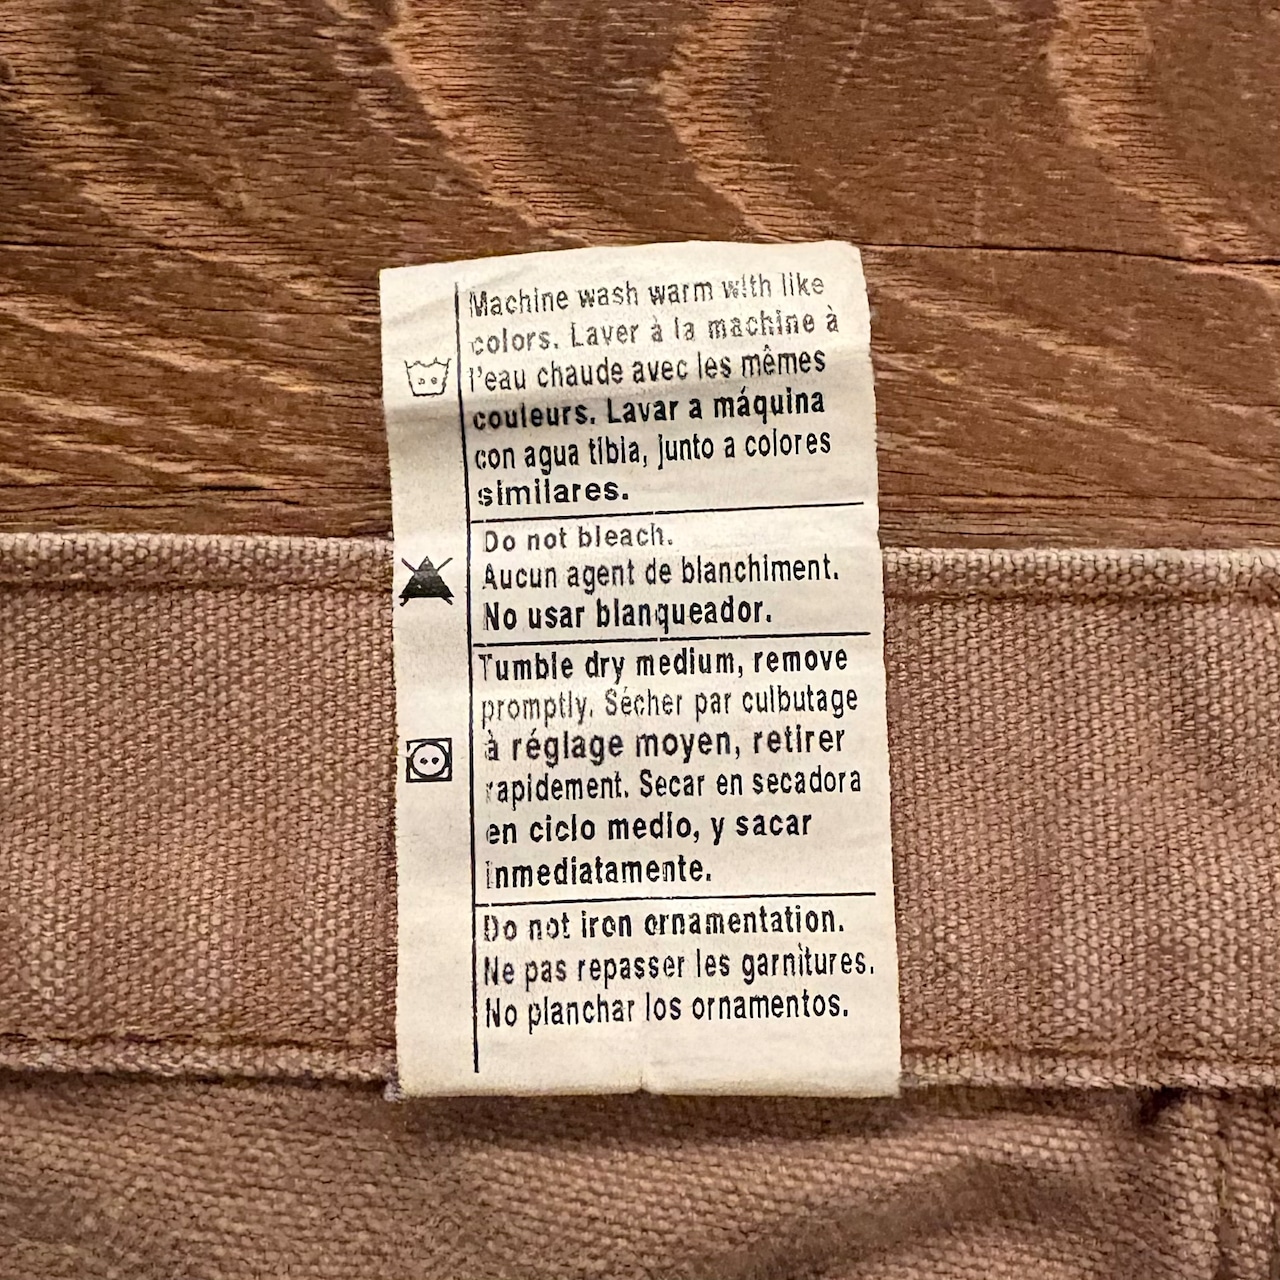 Machine wash warm with like
colors. Laver à la machine à
l'eau chaude avec les mêmes
couleurs. Lavar a máquina
con agua tibia, junto a colores
similares.
Do not bleach.
Aucun agent de blanchiment.
No usar blanqueador.
Tumble dry medium, remove
promptly. Sécher par culbutage
à réglage moyen, retirer
rapidement. Secar en secadora
en ciclo medio, y sacar
inmediatamente.
Do not iron ornamentation.
Ne pas repasser les garnitures.
No planchar los ornamentos.